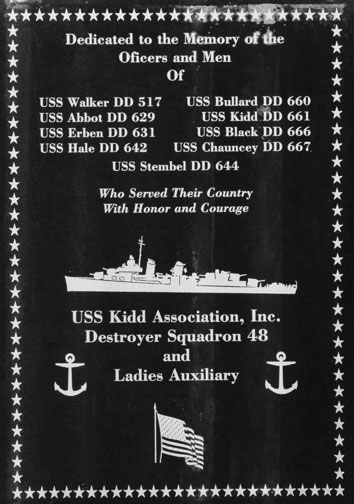 Dedicated to the Memory of the
Oficers and Men
Of
USS Walker DD 517 USS Bullard DD 660
USS Abbot DD 629 USS Kidd DD 661
USS Erben DD 631 USS Black DD 666
USS Hale DD 642 USS Chauncey DD 667
USS Stembel DD 644
Who Served Their Country
With Honor and Courage
USS Kidd Association, Inc.
Destroyer Squadron 48
and
Ladies Auxiliary